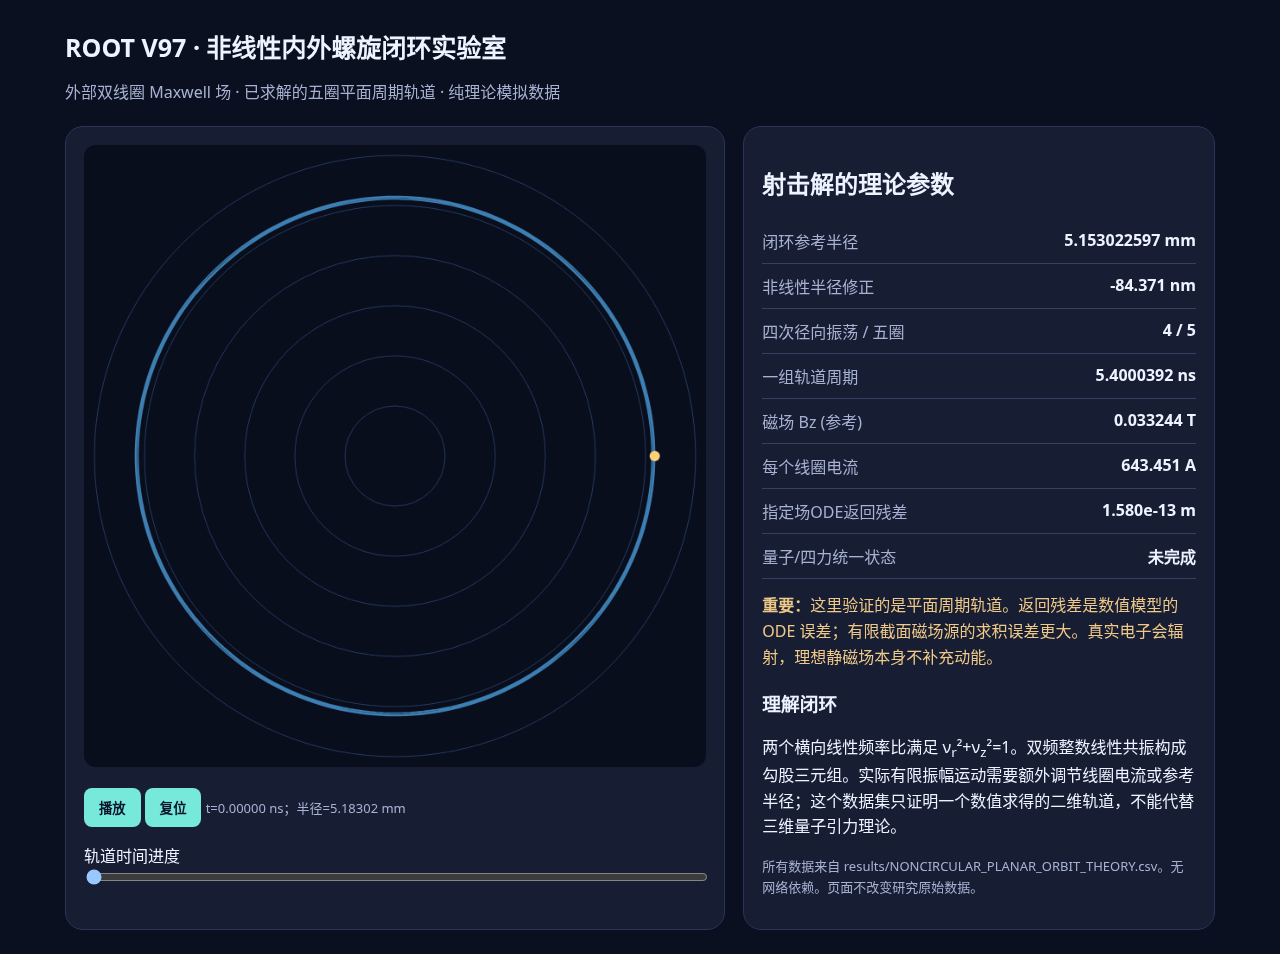 ROOT V97 · 非线性内外螺旋闭环实验室
外部双线圈 Maxwell 场 · 已求解的五圈平面周期轨道 · 纯理论模拟数据
播放
复位
t=0.00000 ns；半径=5.18302 mm
轨道时间进度
射击解的理论参数
闭环参考半径 5.153022597 mm
非线性半径修正 -84.371 nm
四次径向振荡 / 五圈 4 / 5
一组轨道周期 5.4000392 ns
磁场 Bz (参考) 0.033244 T
每个线圈电流 643.451 A
指定场ODE返回残差 1.580e-13 m
量子/四力统一状态 未完成
重要：这里验证的是平面周期轨道。返回残差是数值模型的
ODE 误差；有限截面磁场源的求积误差更大。真实电子会辐
射，理想静磁场本身不补充动能。
理解闭环
两个横向线性频率比满足 νr²+νz²=1。双频整数线性共振构成
勾股三元组。实际有限振幅运动需要额外调节线圈电流或参考
半径；这个数据集只证明一个数值求得的二维轨道，不能代替
三维量子引力理论。
所有数据来自 results/NONCIRCULAR_PLANAR_ORBIT_THEORY.csv。无
网络依赖。页面不改变研究原始数据。